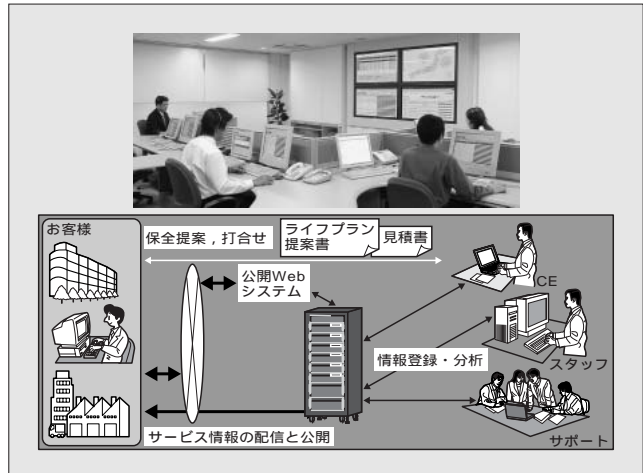 お客様
保全提案，打合せ
ライフプラン
提案書
見積書
公開Web
システム
CE
情報登録・分析
スタッフ
サービス情報の配信と公開
サポート